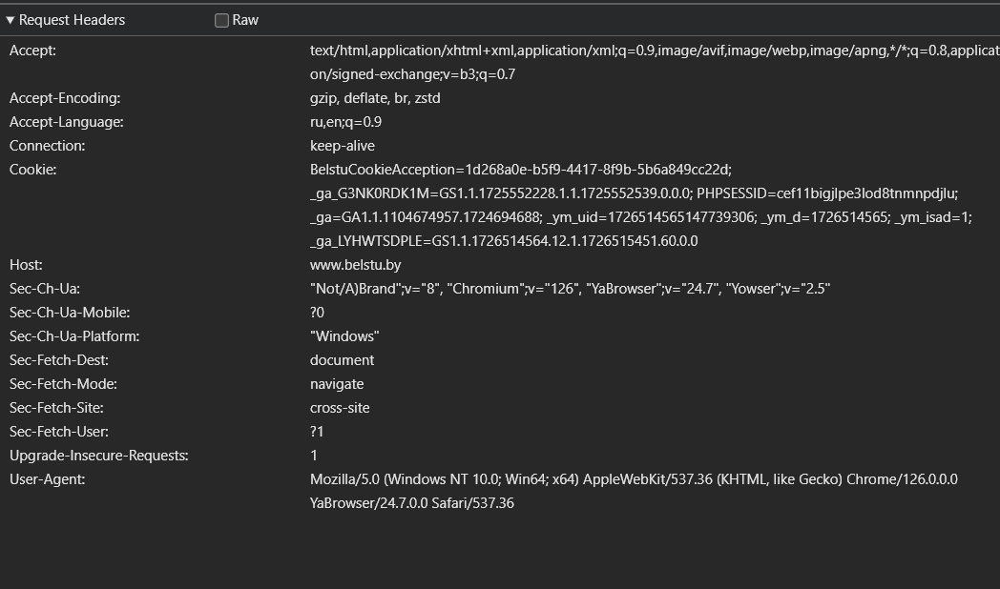 Request Headers Raw
Accept: text/html,application/xhtml+xml,application/xml;q=0.9,image/avif,image/webp,image/apng,*/*;q=0.8,applicat
on/signed-exchange;v=b3;q=0.7
Accept-Encoding: gzip, deflate, br, zstd
Accept-Language: ru,en;q=0.9
Connection: keep-alive
Cookie: BelstuCookieAcception=1d268a0e-b5f9-4417-8f9b-5b6a849cc22d;
_ga_G3NK0RDK1M=GS1.1.1725552228.1.1.1725552539.0.0.0; PHPSESSID=cef11bigjlpe3lod8tnmnpdjlu;
_ga=GA1.1.1104674957.1724694688; _ym_uid=1726514565147739306; _ym_d=1726514565; _ym_isad=1;
_ga_LYHWTSDPLE=GS1.1.1726514564.12.1.1726515451.60.0.0
Host: www.belstu.by
Sec-Ch-Ua: "Not/A)Brand";v="8", "Chromium";v="126", "YaBrowser";v="24.7", "Yowser";v="2.5"
Sec-Ch-Ua-Mobile: ?0
Sec-Ch-Ua-Platform: "Windows"
Sec-Fetch-Dest: document
Sec-Fetch-Mode: navigate
Sec-Fetch-Site: cross-site
Sec-Fetch-User: ?1
Upgrade-Insecure-Requests: 1
User-Agent: Mozilla/5.0 (Windows NT 10.0; Win64; x64) AppleWebKit/537.36 (KHTML, like Gecko) Chrome/126.0.0.0
YaBrowser/24.7.0.0 Safari/537.36